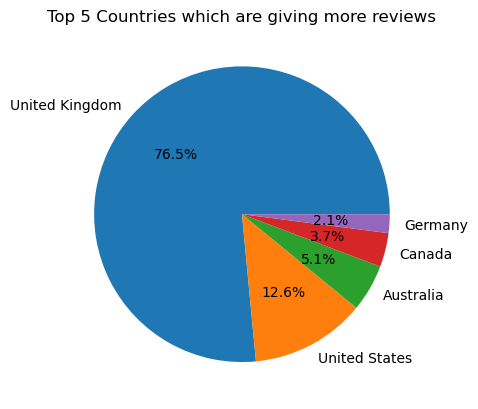 Top 5 Countries which are giving more reviews
United Kingdom
76.5%
2.1%
Germany
3.7%
Canada
5.1%
Australia
12.6%
United States